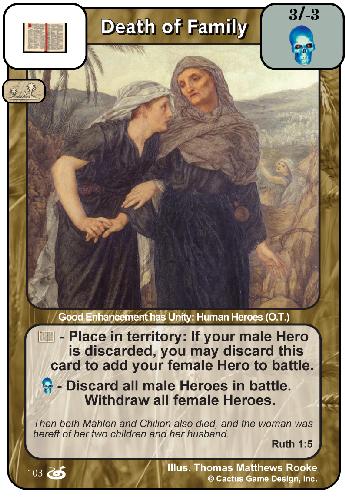 Death of Family
3/-3
Good Enhancement has Unity: Human Heroes (O.T.)
- Place in territory: If your male Hero
is discarded, you may discard this
card to add your female Hero to battle.
- Discard all male Heroes in battle.
Withdraw all female Heroes.
Then both Mahlon and Chilion also died, and the woman was
bereft of her two children and her husband.
Ruth 1:5
103
Illus. Thomas Matthews Rooke
© Cactus Game Design, Inc.